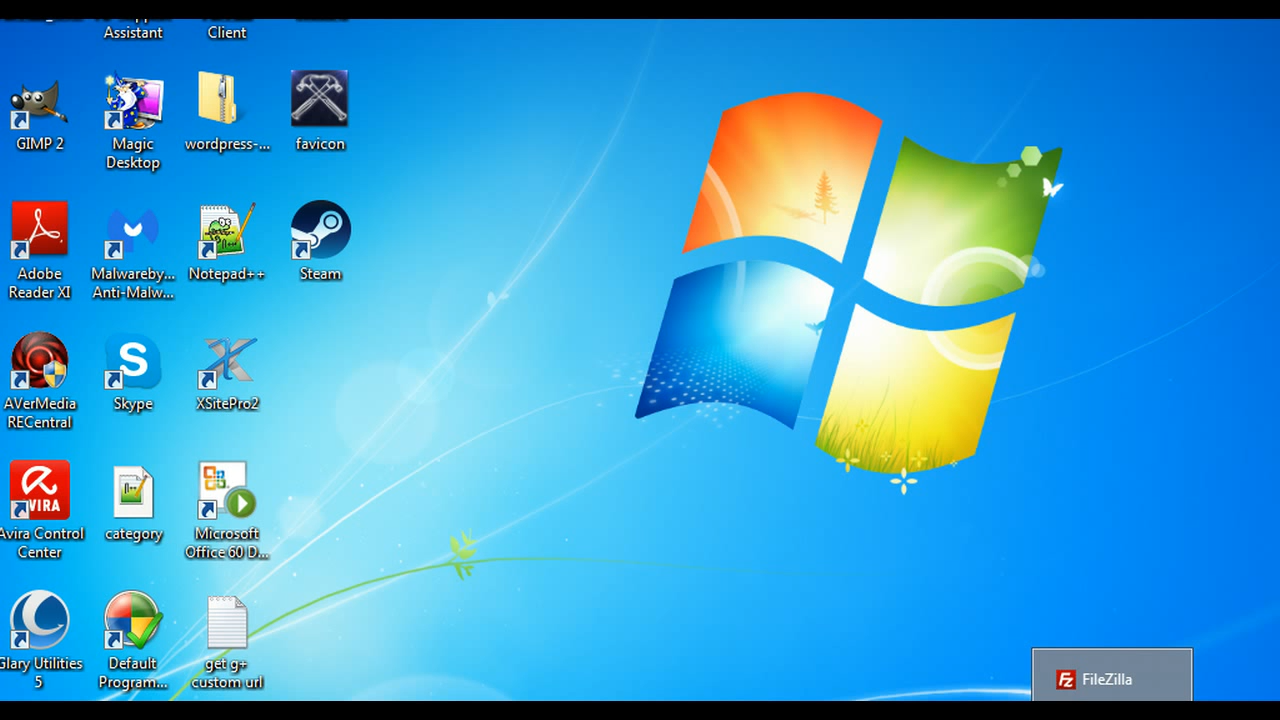 Assistant
Client
GIMP 2
Magic
Desktop
wordpress-...
favicon
Adobe
Reader XI
Malwareby...
Anti-Malw...
Notepad++
Steam
AVerMedia
RECentral
S
Skype
XSitePro2
VIRA
Avira Control
Center
category
Microsoft
Office 60 D...
Glary Utilities
5
Default
Program...
get g+
custom url
Fz FileZilla